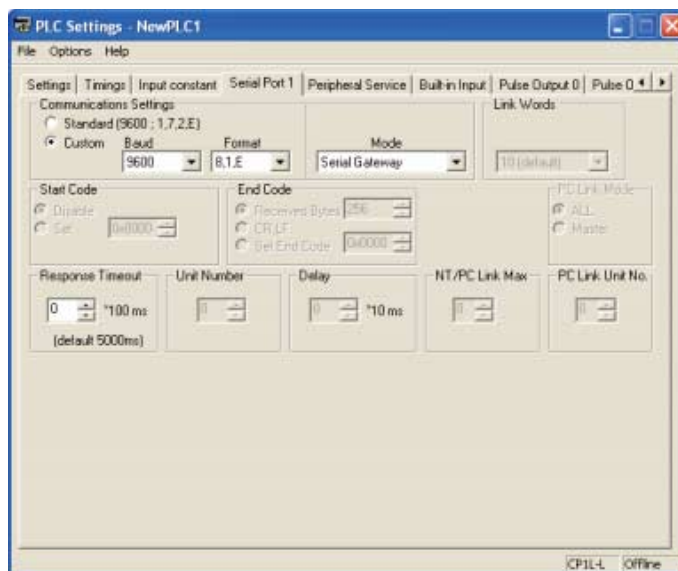 PLC Settings - NewPLC1
File Options Help
Settings Timings Input constant Serial Port 1 Peripheral Service Built-in Input Pulse Output 0 Pulse O
Communications Settings Link Words
Standard (9600 ; 1,7,2,E)
Custom Baud Format Mode
9600 8,1,E Serial Gateway 10 (default)
Start Code End Code PC Link Mode
Disable Received Bytes 256 ALL
Set 0x0000 CR,LF Master
Set End Code 0x0000
Response Timeout Unit Number Delay NT/PC Link Max PC Link Unit No.
0 *100 ms 0 0 *10 ms 0 0
(default 5000ms)
CP1L-L Offline